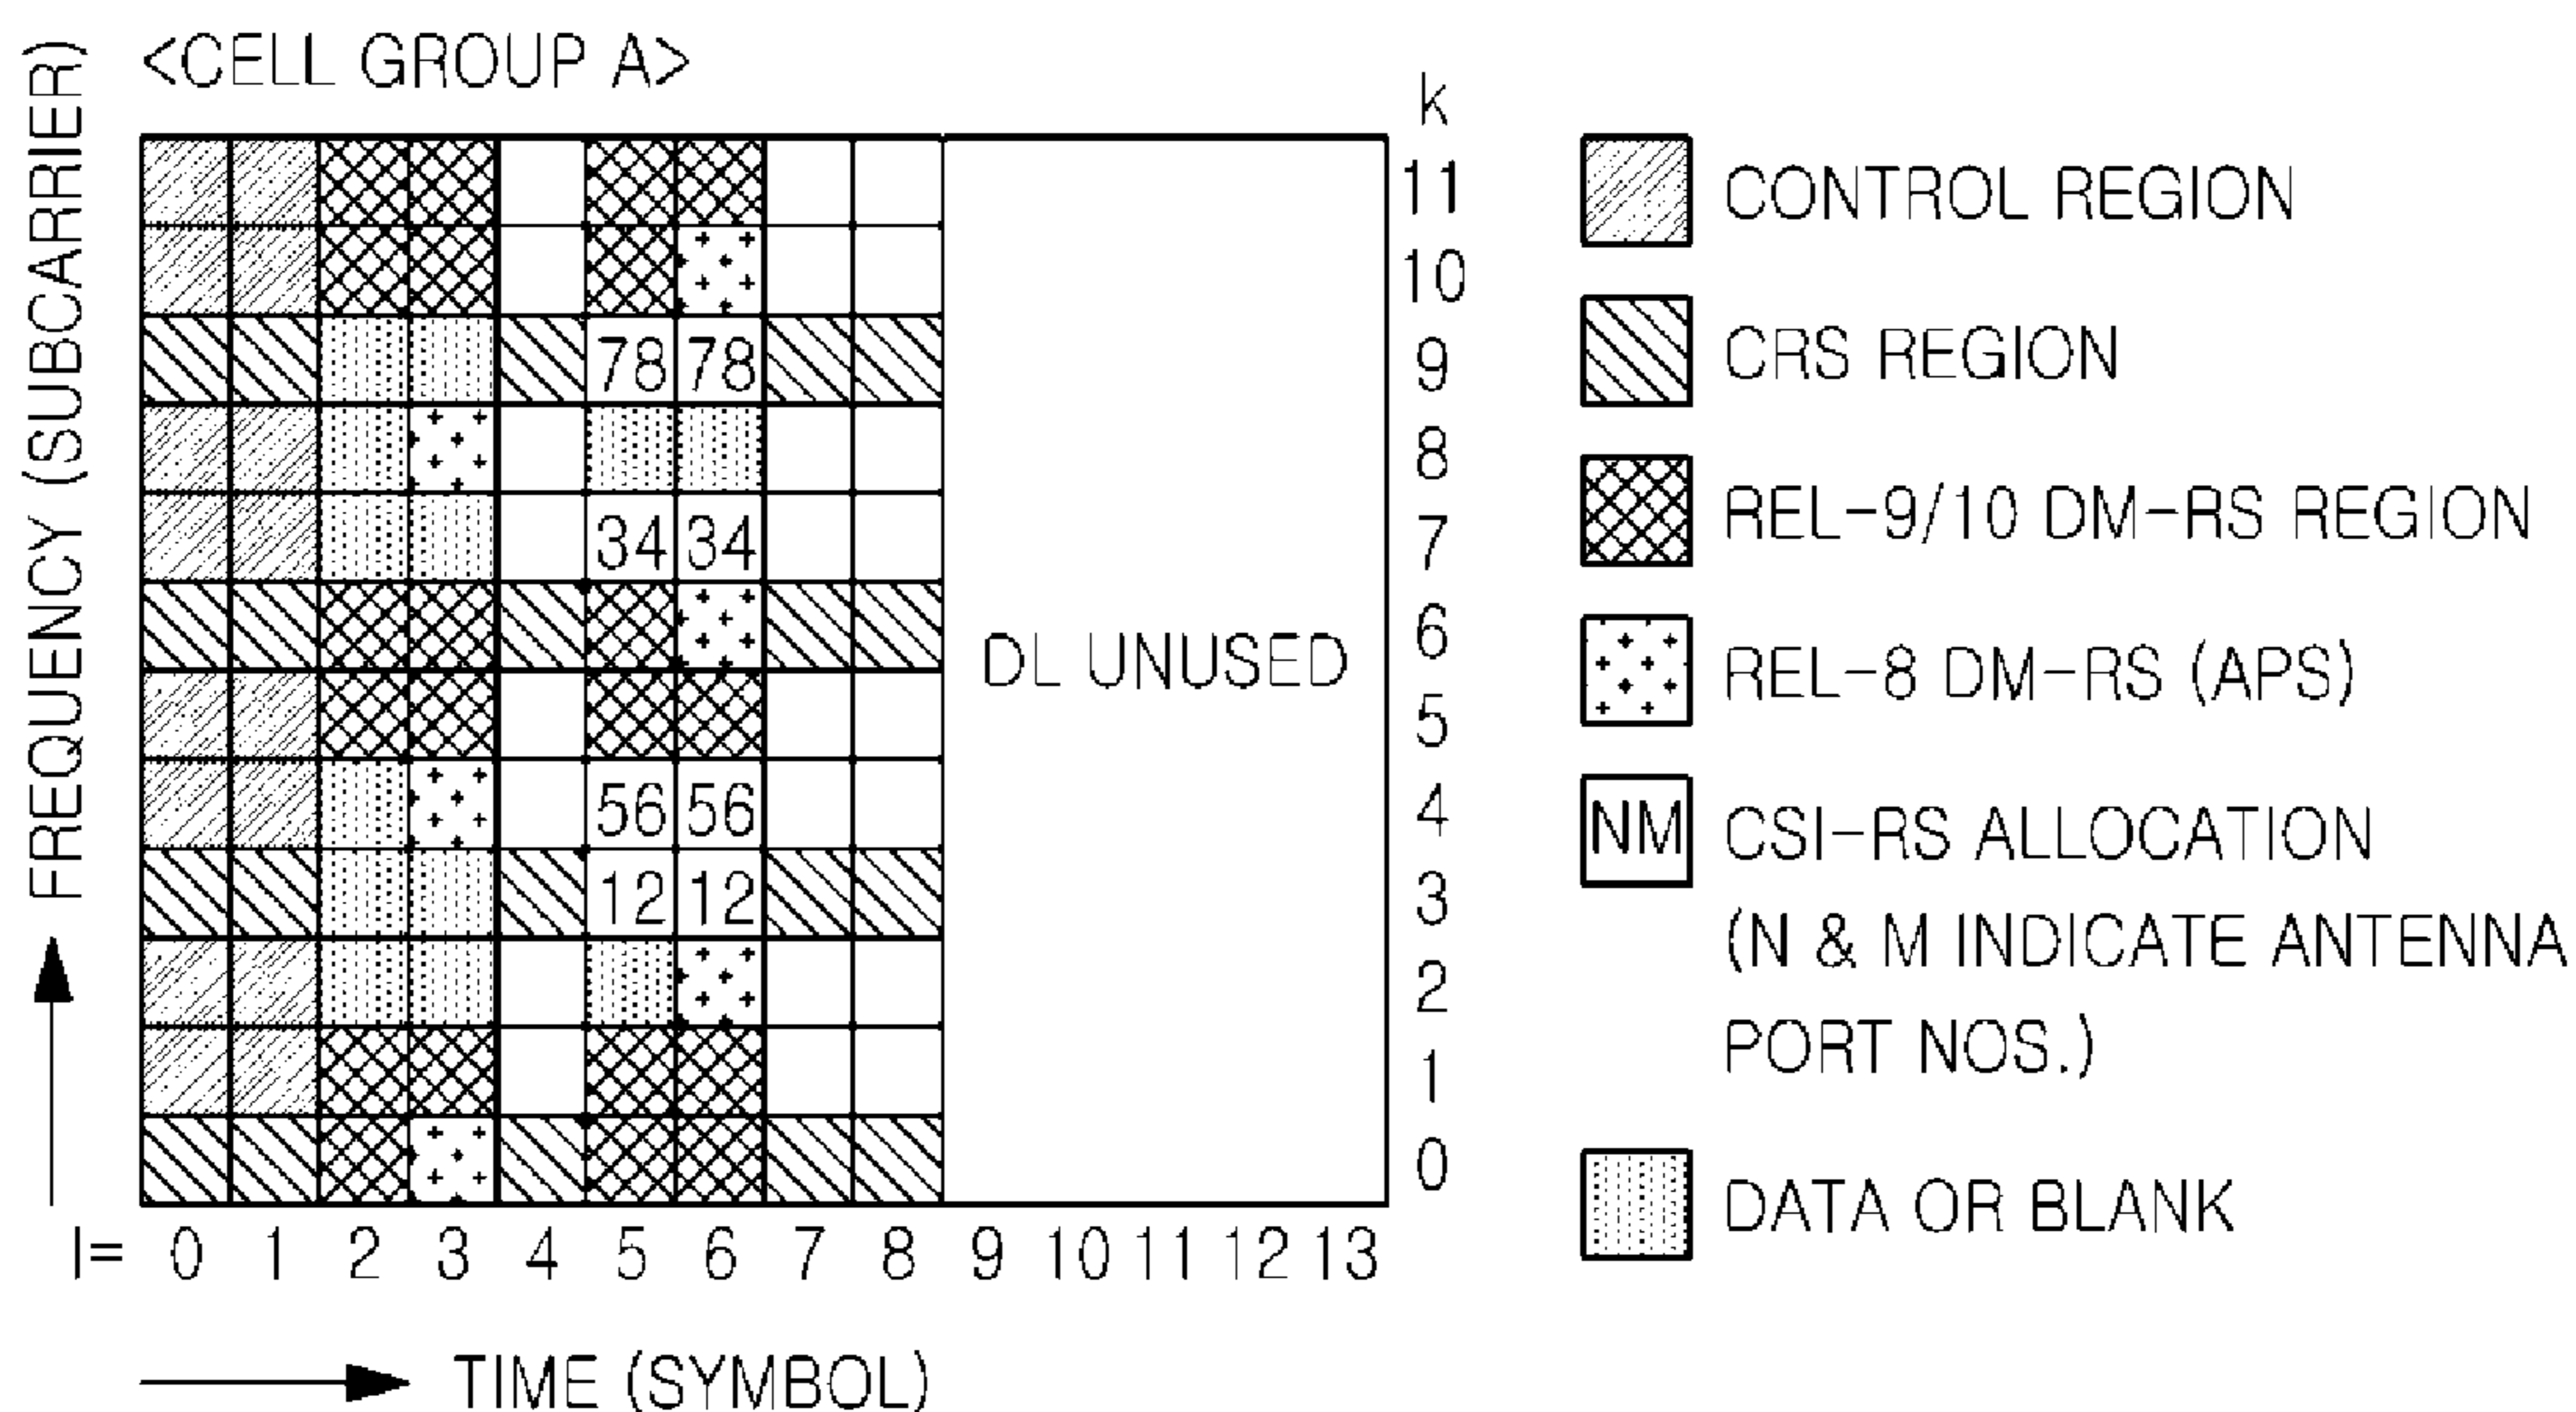 <CELL GROUP A>
FREQUENCY (SUBCARRIER)
k
11
10
78 78 9
8
34 34 7
6
DL UNUSED
5
56 56 4
12 12 3
2
1
0
l= 0 1 2 3 4 5 6 7 8 9 10 11 12 13
TIME (SYMBOL)
CONTROL REGION
CRS REGION
REL-9/10 DM-RS REGION
REL-8 DM-RS (APS)
NM CSI-RS ALLOCATION
(N & M INDICATE ANTENNA
PORT NOS.)
DATA OR BLANK